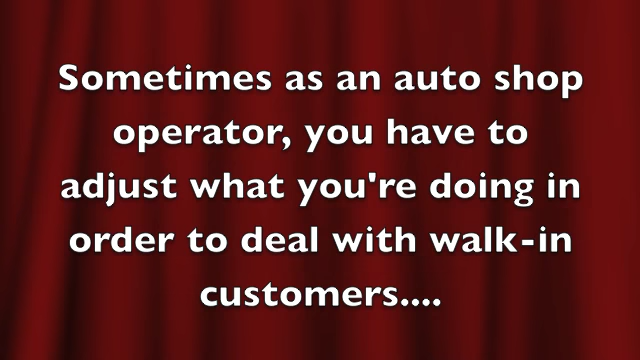 Sometimes as an auto shop
operator, you have to
adjust what you're doing in
order to deal with walk-in
customers....